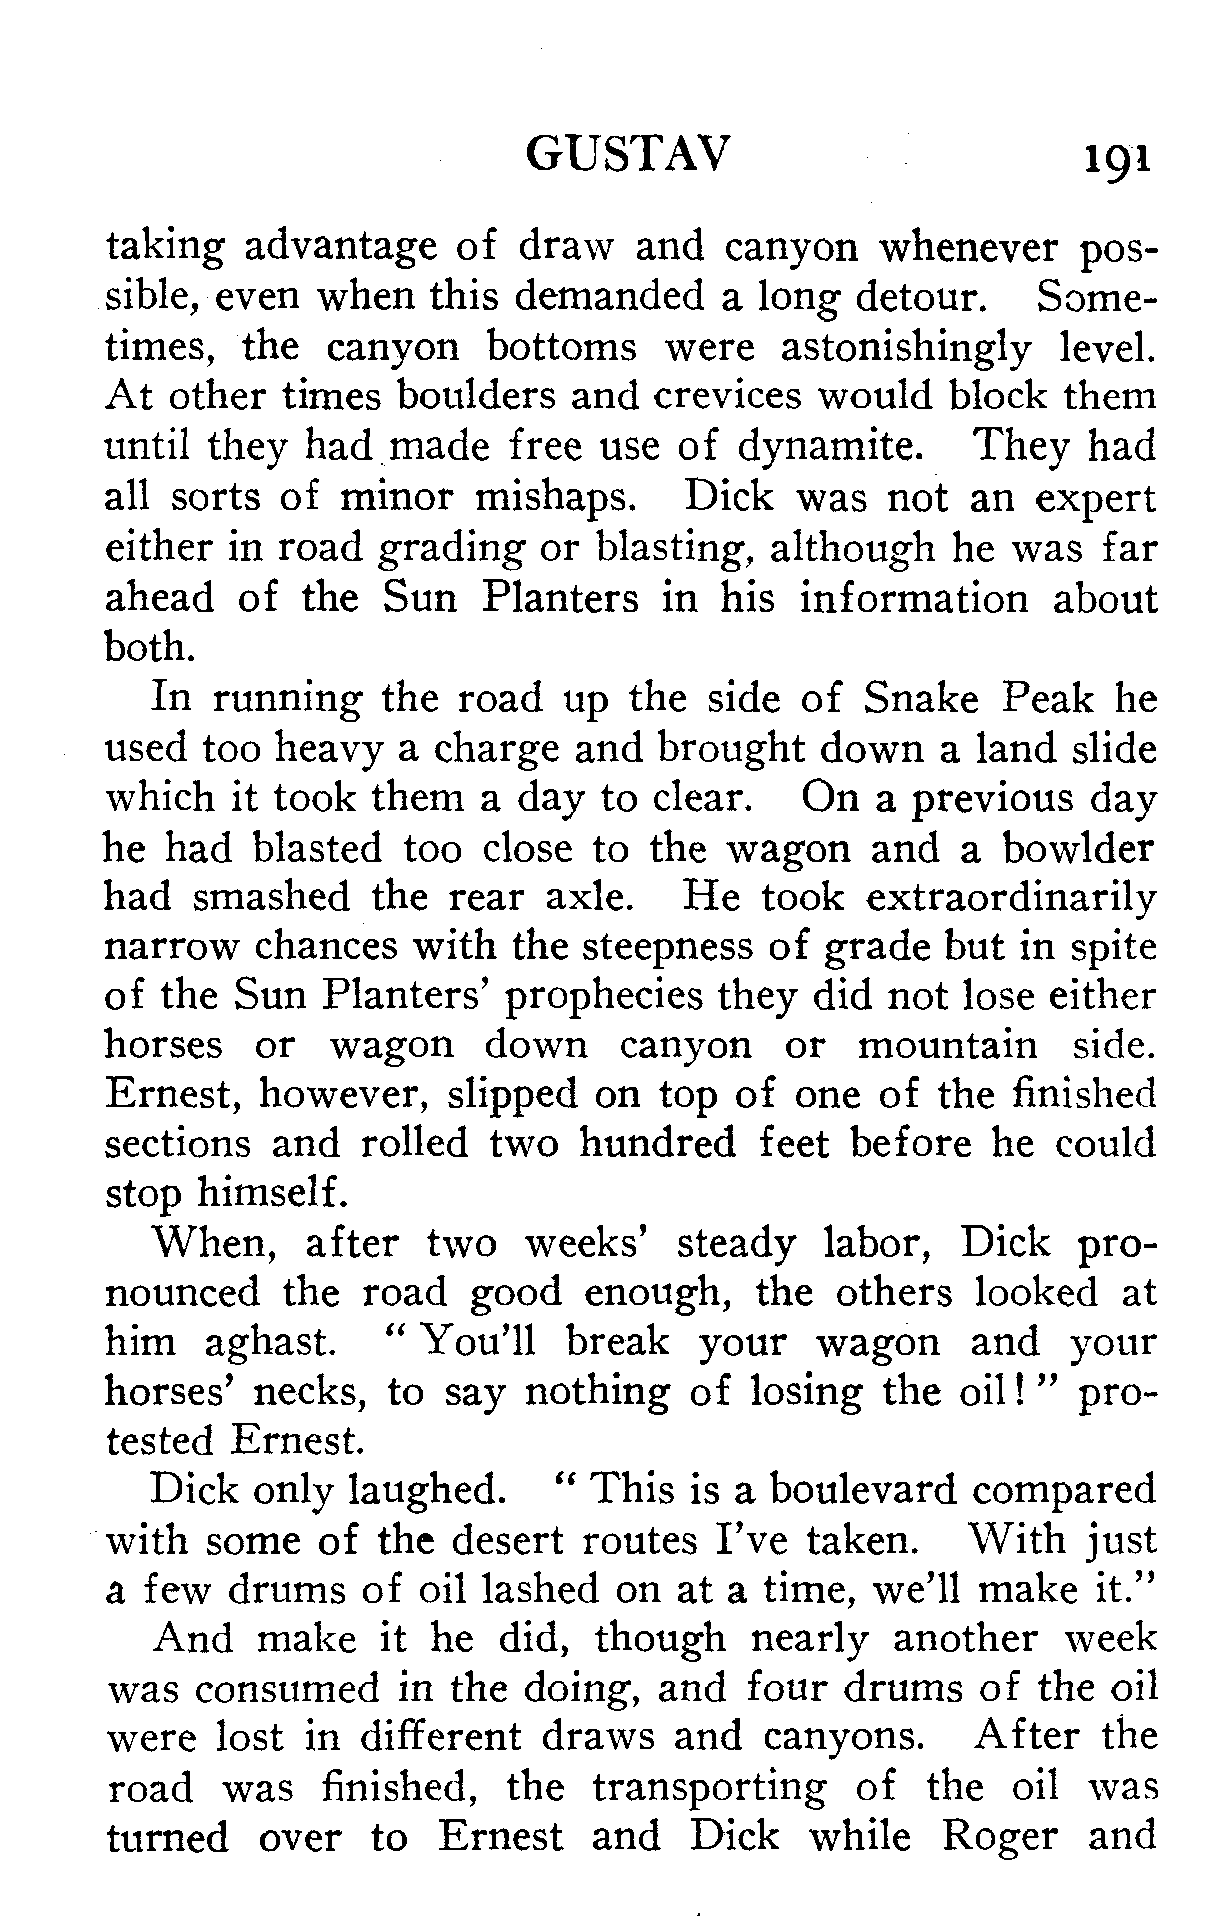 GUSTAV 191
taking advantage of draw and canyon whenever pos-
sible, even when this demanded a long detour. Some-
times, the canyon bottoms were astonishingly level.
At other times boulders and crevices would block them
until they had made free use of dynamite. They had
all sorts of minor mishaps. Dick was not an expert
either in road grading or blasting, although he was far
ahead of the Sun Planters in his information about
both.
In running the road up the side of Snake Peak he
used too heavy a charge and brought down a land slide
which it took them a day to clear. On a previous day
he had blasted too close to the wagon and a bowlder
had smashed the rear axle. He took extraordinarily
narrow chances with the steepness of grade but in spite
of the Sun Planters' prophecies they did not lose either
horses or wagon down canyon or mountain side.
Ernest, however, slipped on top of one of the finished
sections and rolled two hundred feet before he could
stop himself.
When, after two weeks' steady labor, Dick pro-
nounced the road good enough, the others looked at
him aghast. " You'll break your wagon and your
horses' necks, to say nothing of losing the oil! " pro-
tested Ernest.
Dick only laughed. " This is a boulevard compared
with some of the desert routes I've taken. With just
a few drums of oil lashed on at a time, we'll make it."
And make it he did, though nearly another week
was consumed in the doing, and four drums of the oil
were lost in different draws and canyons. After the
road was finished, the transporting of the oil was
turned over to Ernest and Dick while Roger and